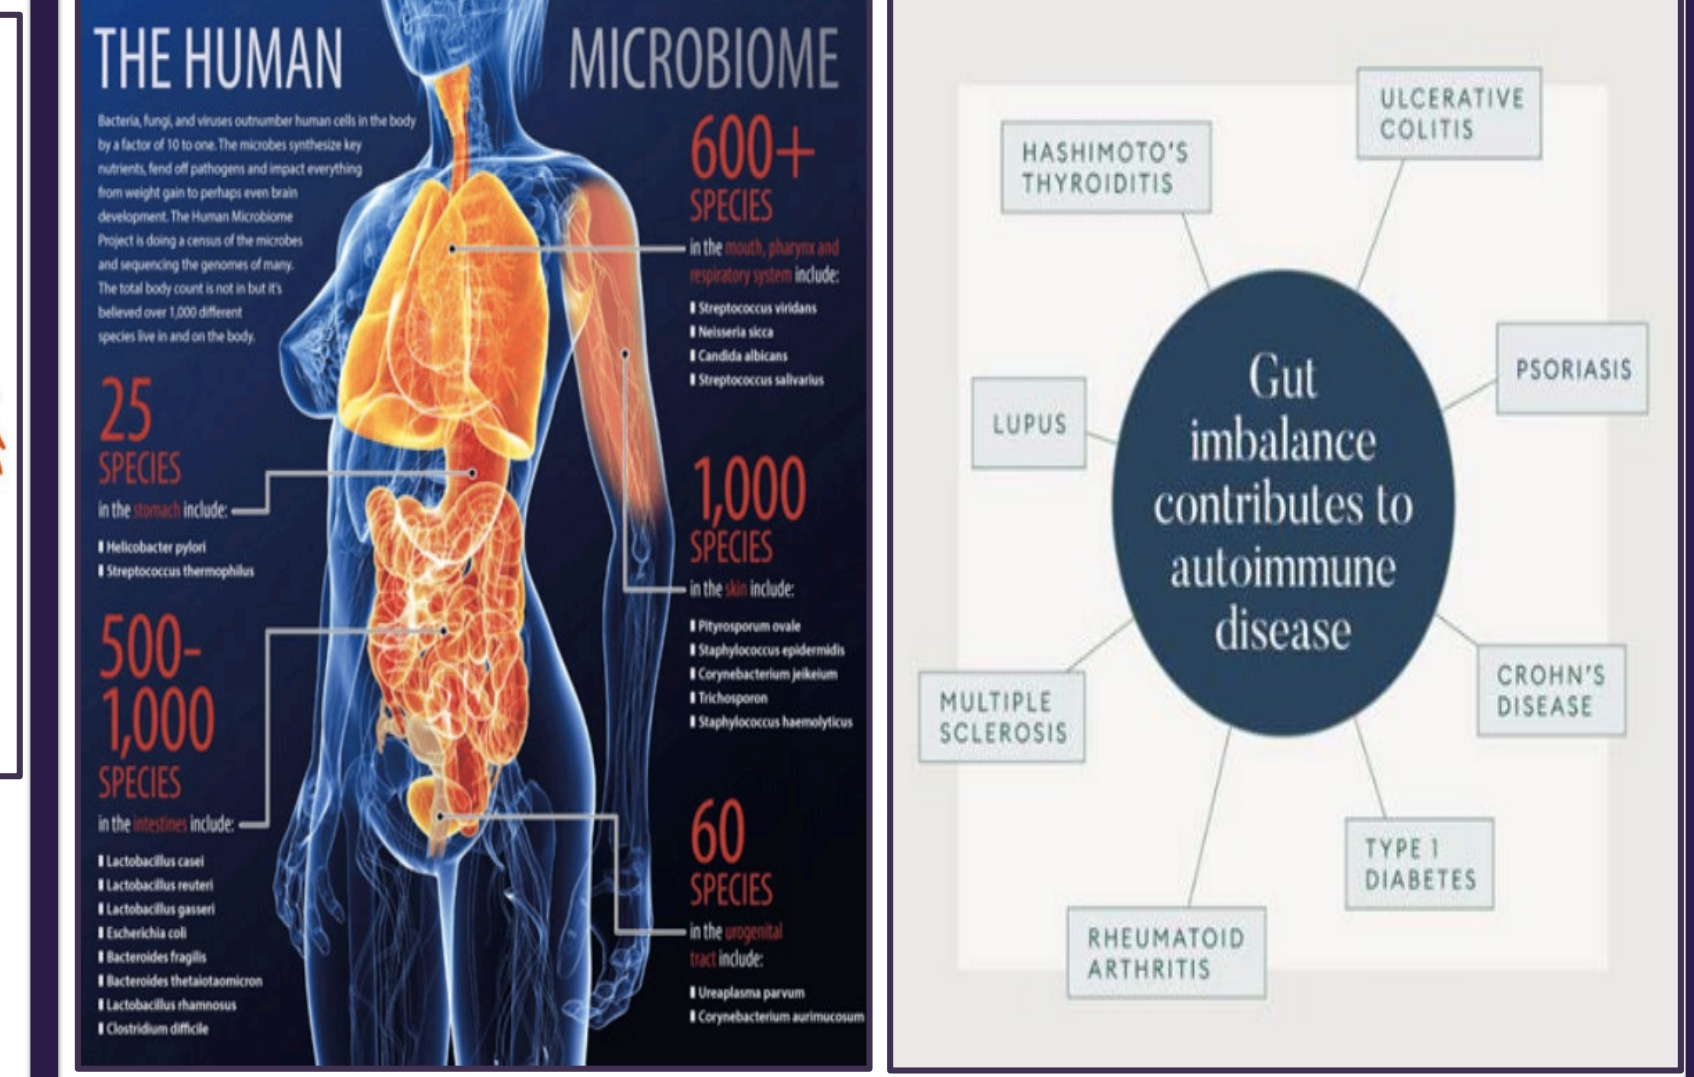 THE HUMAN MICROBIOME
Bacteria, fungi, and viruses outnumber human cells in the body
by a factor of 10 to one. The microbes synthesize key
nutrients, fend off pathogens and impact everything
from weight gain to perhaps even brain
development. The Human Microbiome
Project is doing a census of the microbes
and sequencing the genomes of many.
The total body count is not in but it's
believed over 1,000 different
species live in and on the body.
25
SPECIES
in the stomach include:
Helicobacter pylori
Streptococcus thermophilus
500-
1,000
SPECIES
in the intestines include:
Lactobacillus casei
Lactobacillus reuteri
Lactobacillus gasseri
Escherichia coli
Bacteroides fragilis
Bacteroides thetaiotaomicron
Lactobacillus rhamnosus
Clostridium difficile
600+
SPECIES
in the mouth, pharynx and
respiratory system include:
Streptococcus viridans
Neisseria sicca
Candida albicans
Streptococcus salivarius
1,000
SPECIES
in the skin include:
Pityrosporum ovale
Staphylococcus epidermidis
Corynebacterium jeikeium
Trichosporon
Staphylococcus haemolyticus
60
SPECIES
in the urogenital
tract include:
Ureaplasma parvum
Corynebacterium aurimucosum
ULCERATIVE
COLITIS
HASHIMOTO'S
THYROIDITIS
PSORIASIS
LUPUS
Gut
imbalance
contributes to
autoimmune
disease
CROHN'S
DISEASE
MULTIPLE
SCLEROSIS
TYPE 1
DIABETES
RHEUMATOID
ARTHRITIS